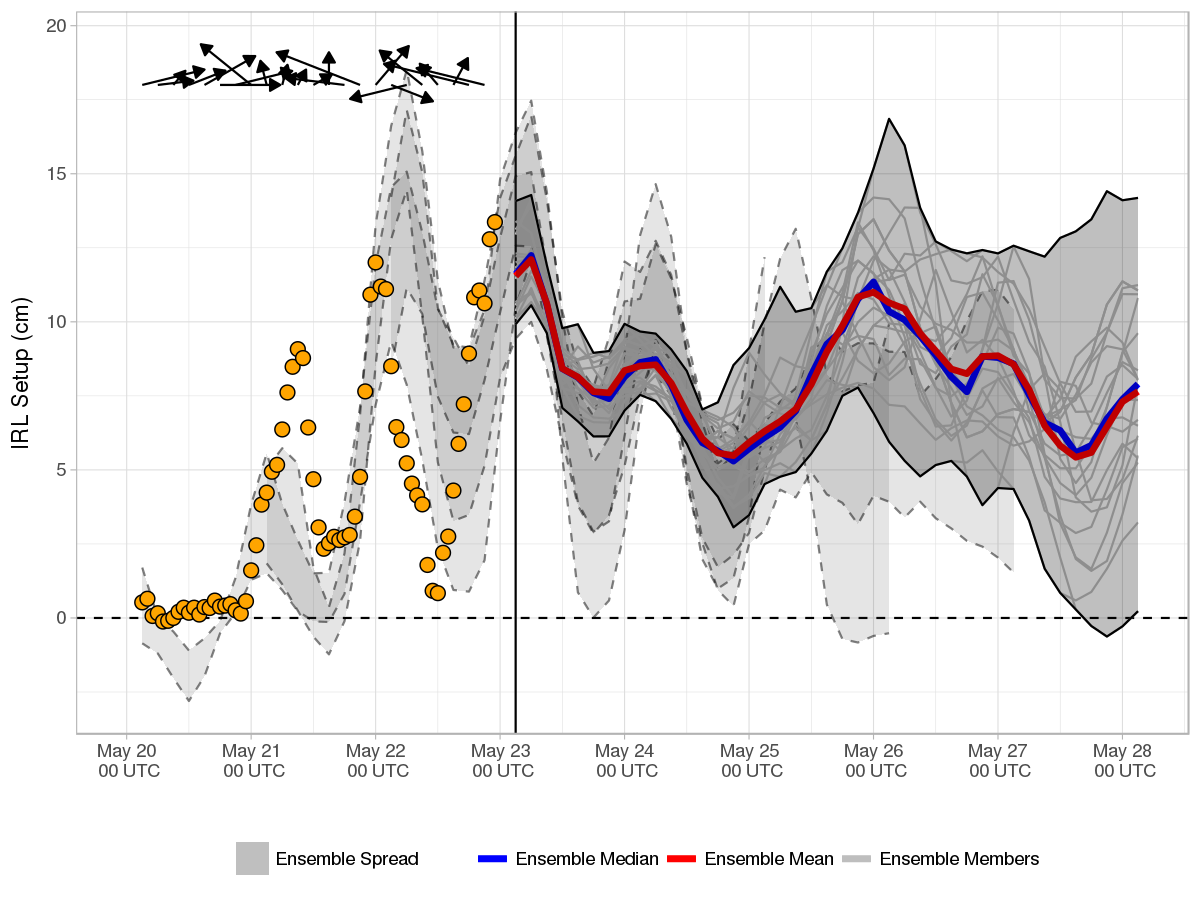 IRL Setup (cm)
20
15
10
5
0
May 20 May 21 May 22 May 23 May 24 May 25 May 26 May 27 May 28
00 UTC 00 UTC 00 UTC 00 UTC 00 UTC 00 UTC 00 UTC 00 UTC 00 UTC
Ensemble Spread Ensemble Median Ensemble Mean Ensemble Members